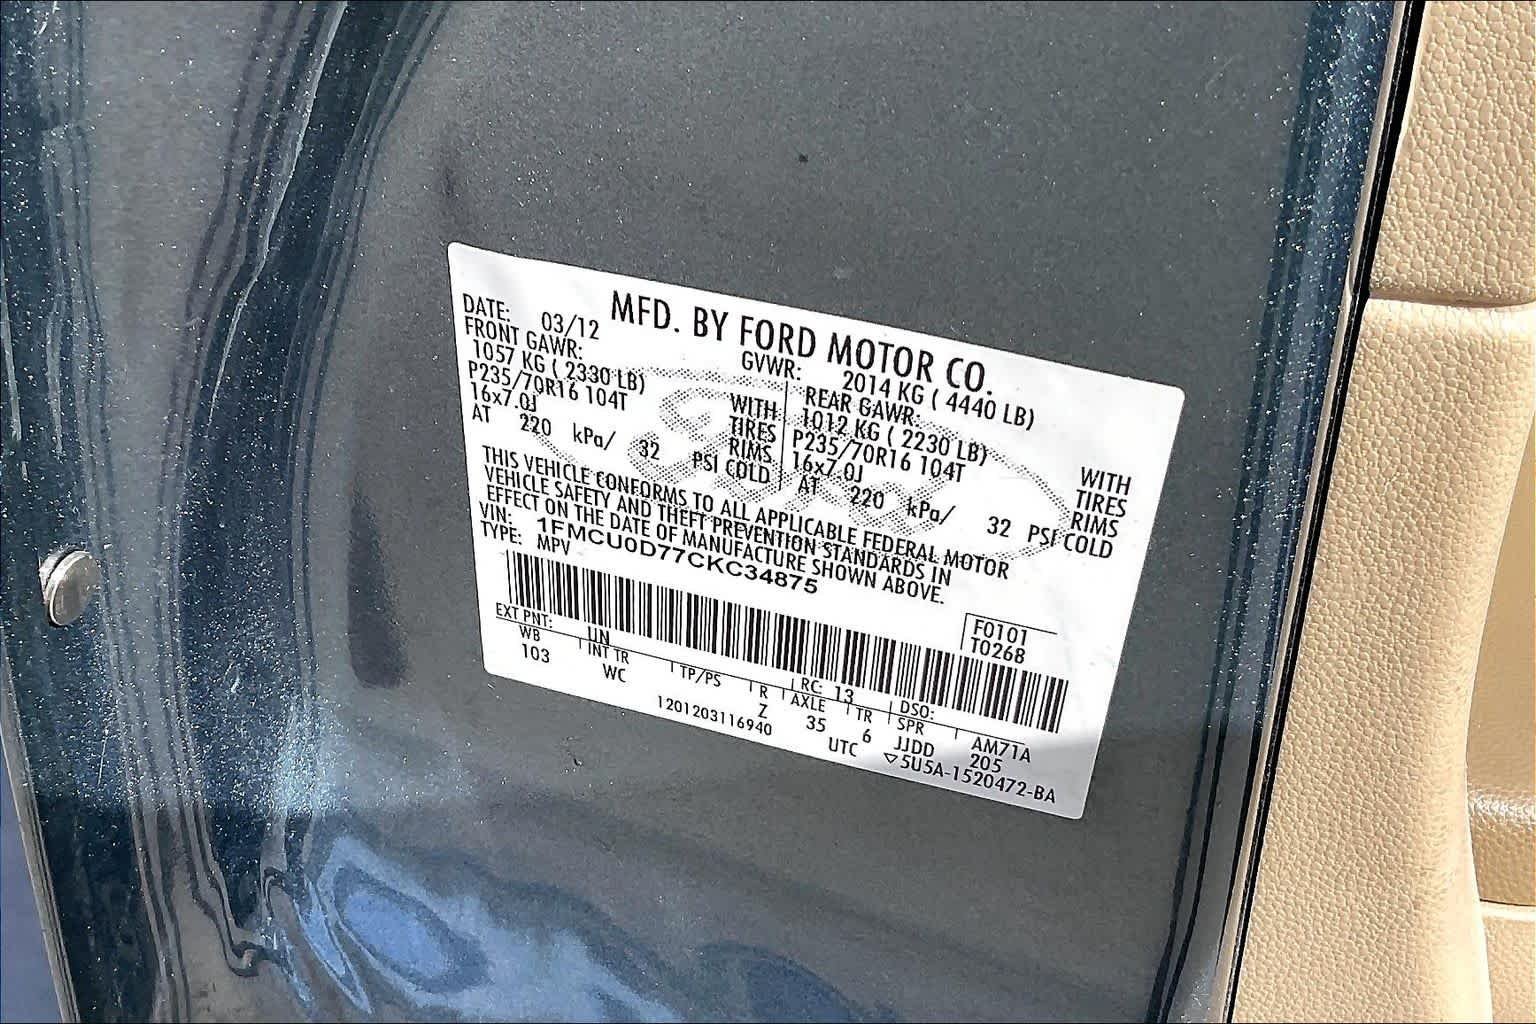 MFD. BY FORD MOTOR CO.
DATE: 03/12 GVWR: 2014 KG ( 4440 LB)
FRONT GAWR: REAR GAWR:
1057 KG ( 2330 LB) WITH 1012 KG ( 2230 LB) WITH
P235/70R16 104T TIRES P235/70R16 104T TIRES
16x7.0J RIMS 16x7.0J RIMS
AT 220 kPa/ 32 PSI COLD AT 220 kPa/ 32 PSI COLD
THIS VEHICLE CONFORMS TO ALL APPLICABLE FEDERAL MOTOR
VEHICLE SAFETY AND THEFT PREVENTION STANDARDS IN
EFFECT ON THE DATE OF MANUFACTURE SHOWN ABOVE.
VIN: 1FMCU0D77CKC34875
TYPE: MPV
F0101
T0268
EXT PNT: UN RC: 13 DSO:
WB INT TR TP/PS R AXLE TR SPR AM71A
103 WC Z 35 6 JJDD 205
1201203116940 UTC ▽5U5A-1520472-BA